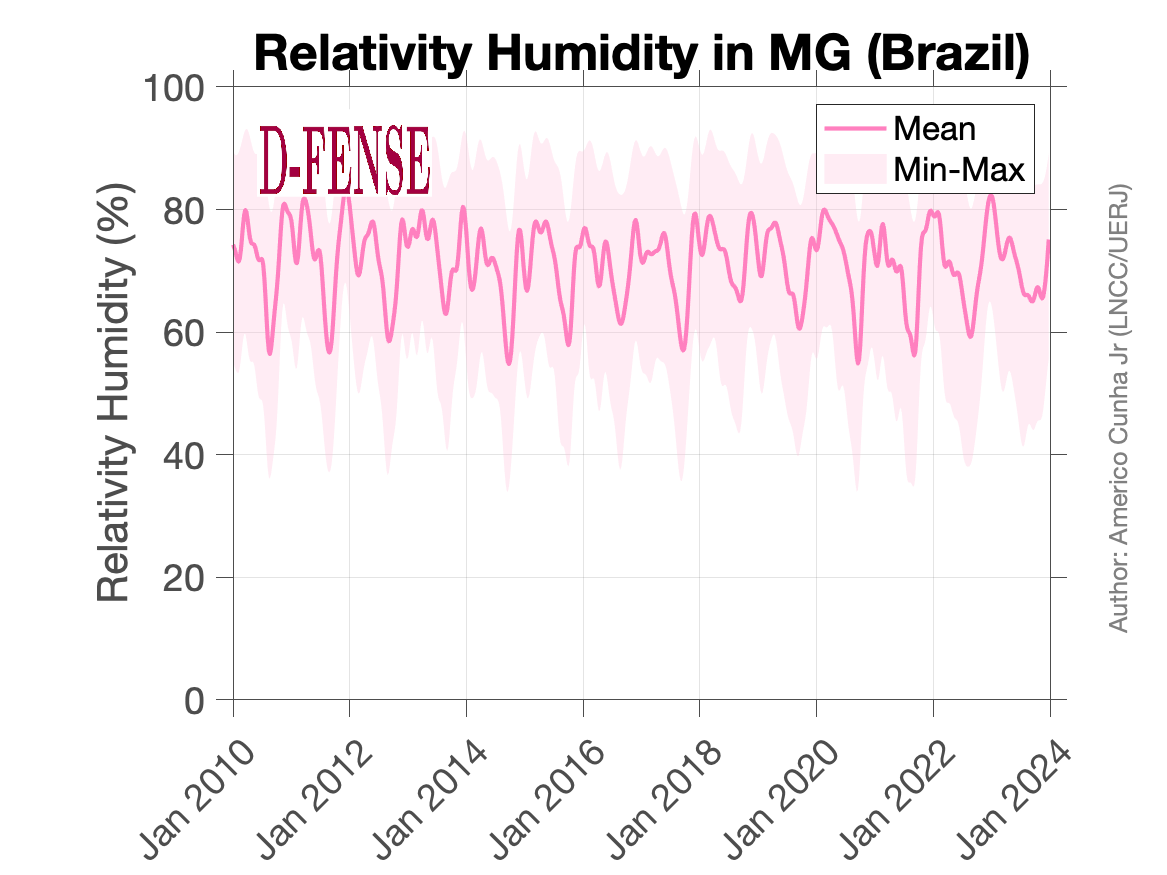 Relativity Humidity in MG (Brazil)
D-FENSE
Mean
Min-Max
Relativity Humidity (%)
100
80
60
40
20
0
Jan 2010
Jan 2012
Jan 2014
Jan 2016
Jan 2018
Jan 2020
Jan 2022
Jan 2024
Author: Americo Cunha Jr (LNCC/UERJ)